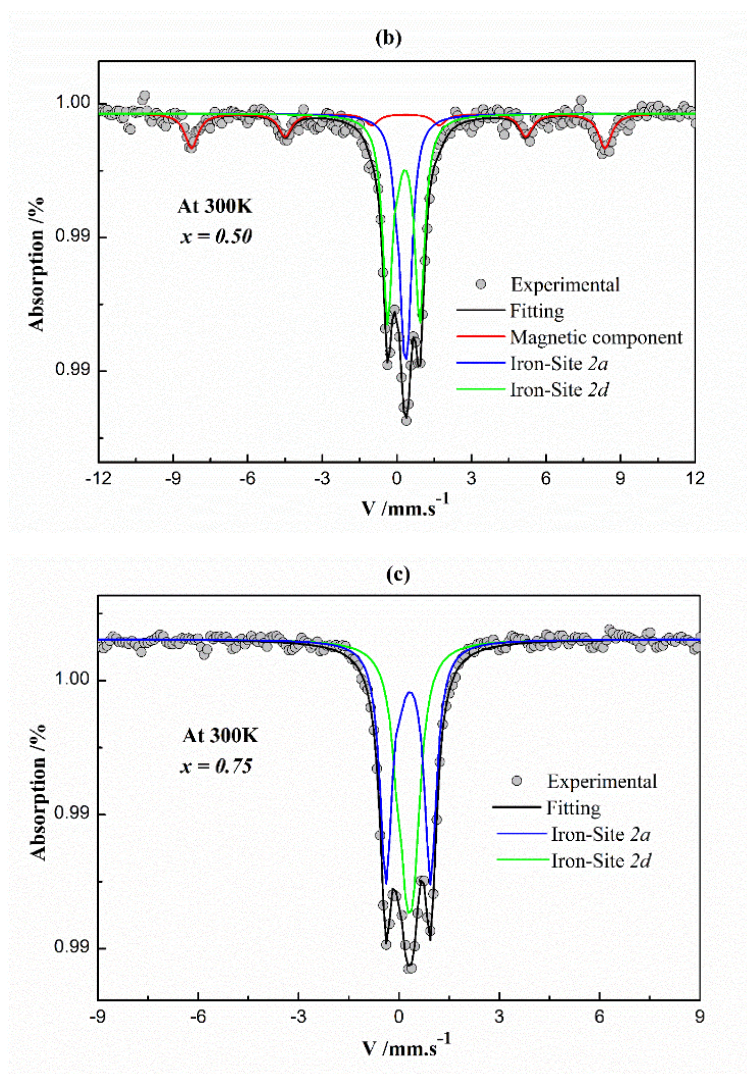 (b)
1.00
0.99
0.99
Absorption /%
At 300K
x = 0.50
Experimental
Fitting
Magnetic component
Iron-Site 2a
Iron-Site 2d
-12 -9 -6 -3 0 3 6 9 12
V /mm.s-1
(c)
1.00
0.99
0.99
Absorption /%
At 300K
x = 0.75
Experimental
Fitting
Iron-Site 2a
Iron-Site 2d
-9 -6 -3 0 3 6 9
V /mm.s-1